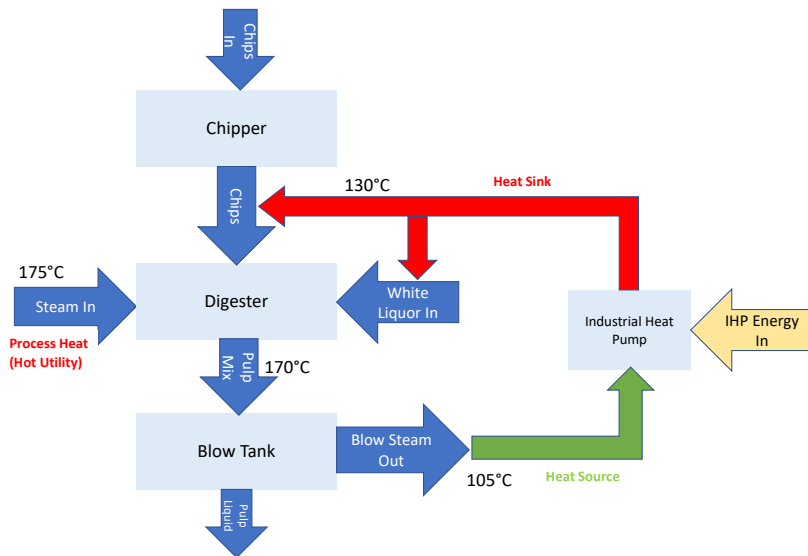 Chips
In
Chipper
Chips
130°C
Heat Sink
175°C
Steam In
Process Heat
(Hot Utility)
Digester
White
Liquor In
Industrial Heat
Pump
IHP Energy
In
Pulp
Mix
170°C
Blow Tank
Blow Steam
Out
105°C
Heat Source
Pulp
Liquid